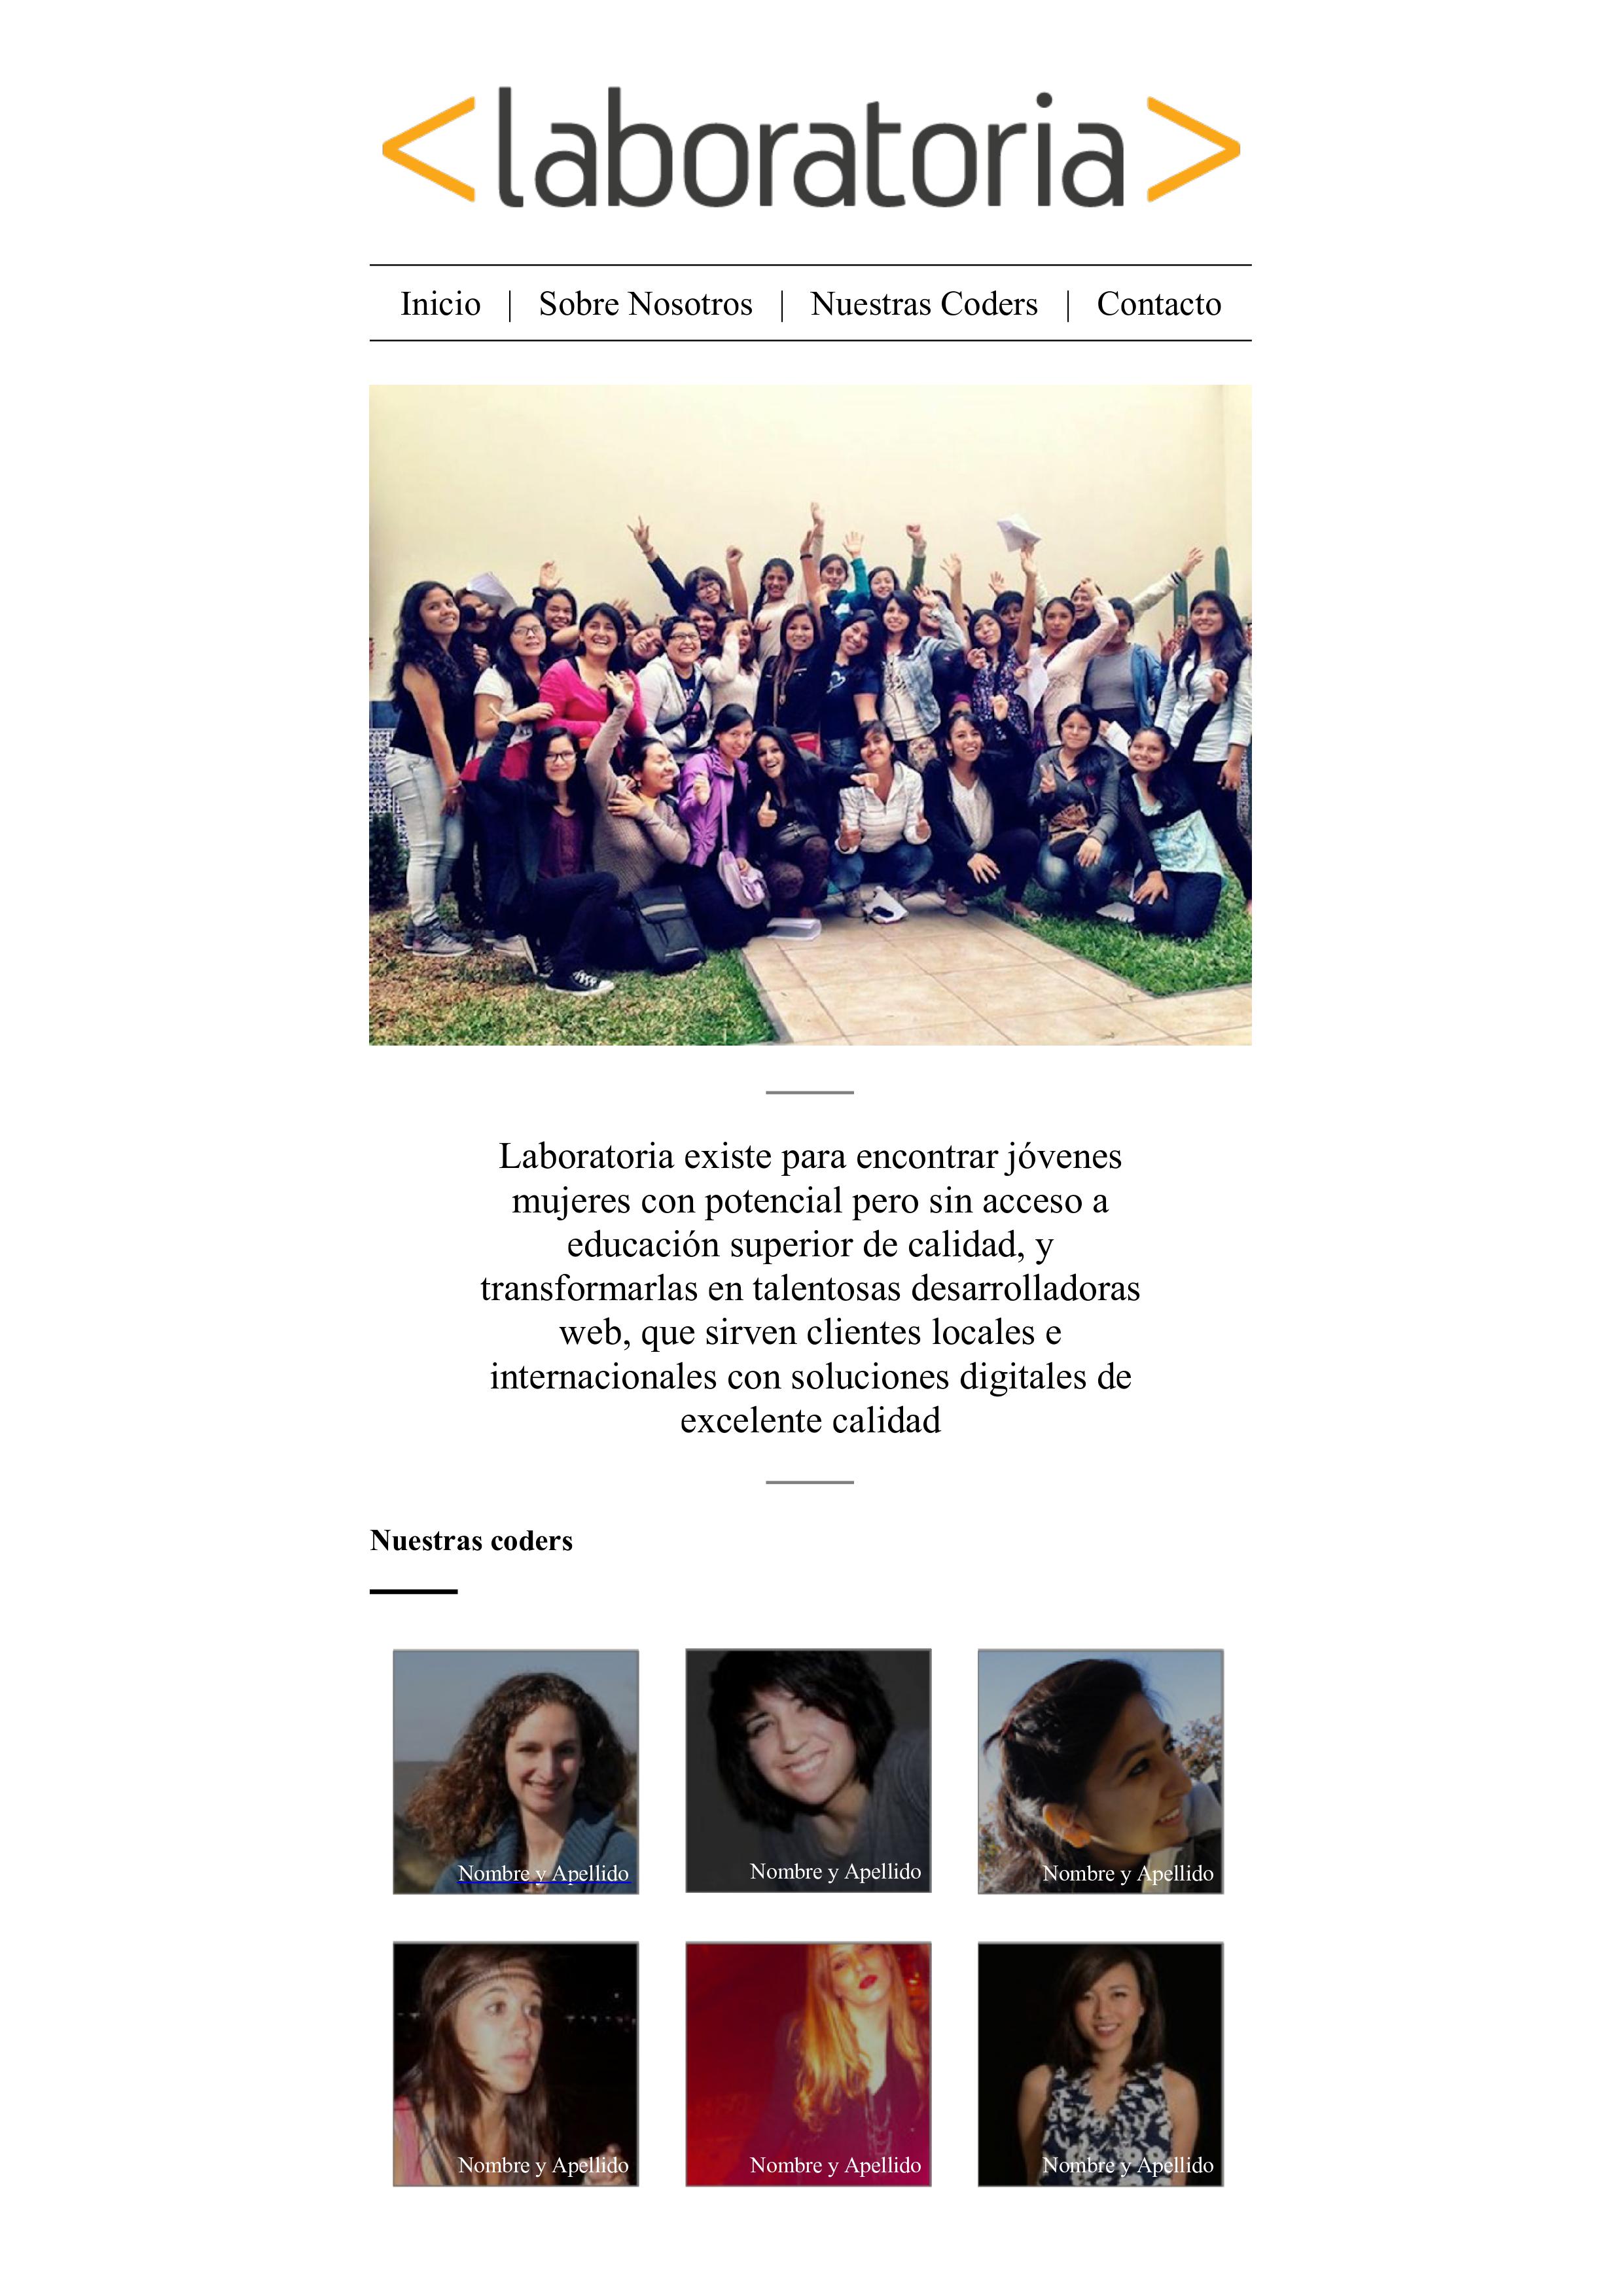 <laboratoria>
Inicio | Sobre Nosotros | Nuestras Coders | Contacto
Laboratoria existe para encontrar jóvenes
mujeres con potencial pero sin acceso a
educación superior de calidad, y
transformarlas en talentosas desarrolladoras
web, que sirven clientes locales e
internacionales con soluciones digitales de
excelente calidad
Nuestras coders
Nombre y Apellido
Nombre y Apellido
Nombre y Apellido
Nombre y Apellido
Nombre y Apellido
Nombre y Apellido